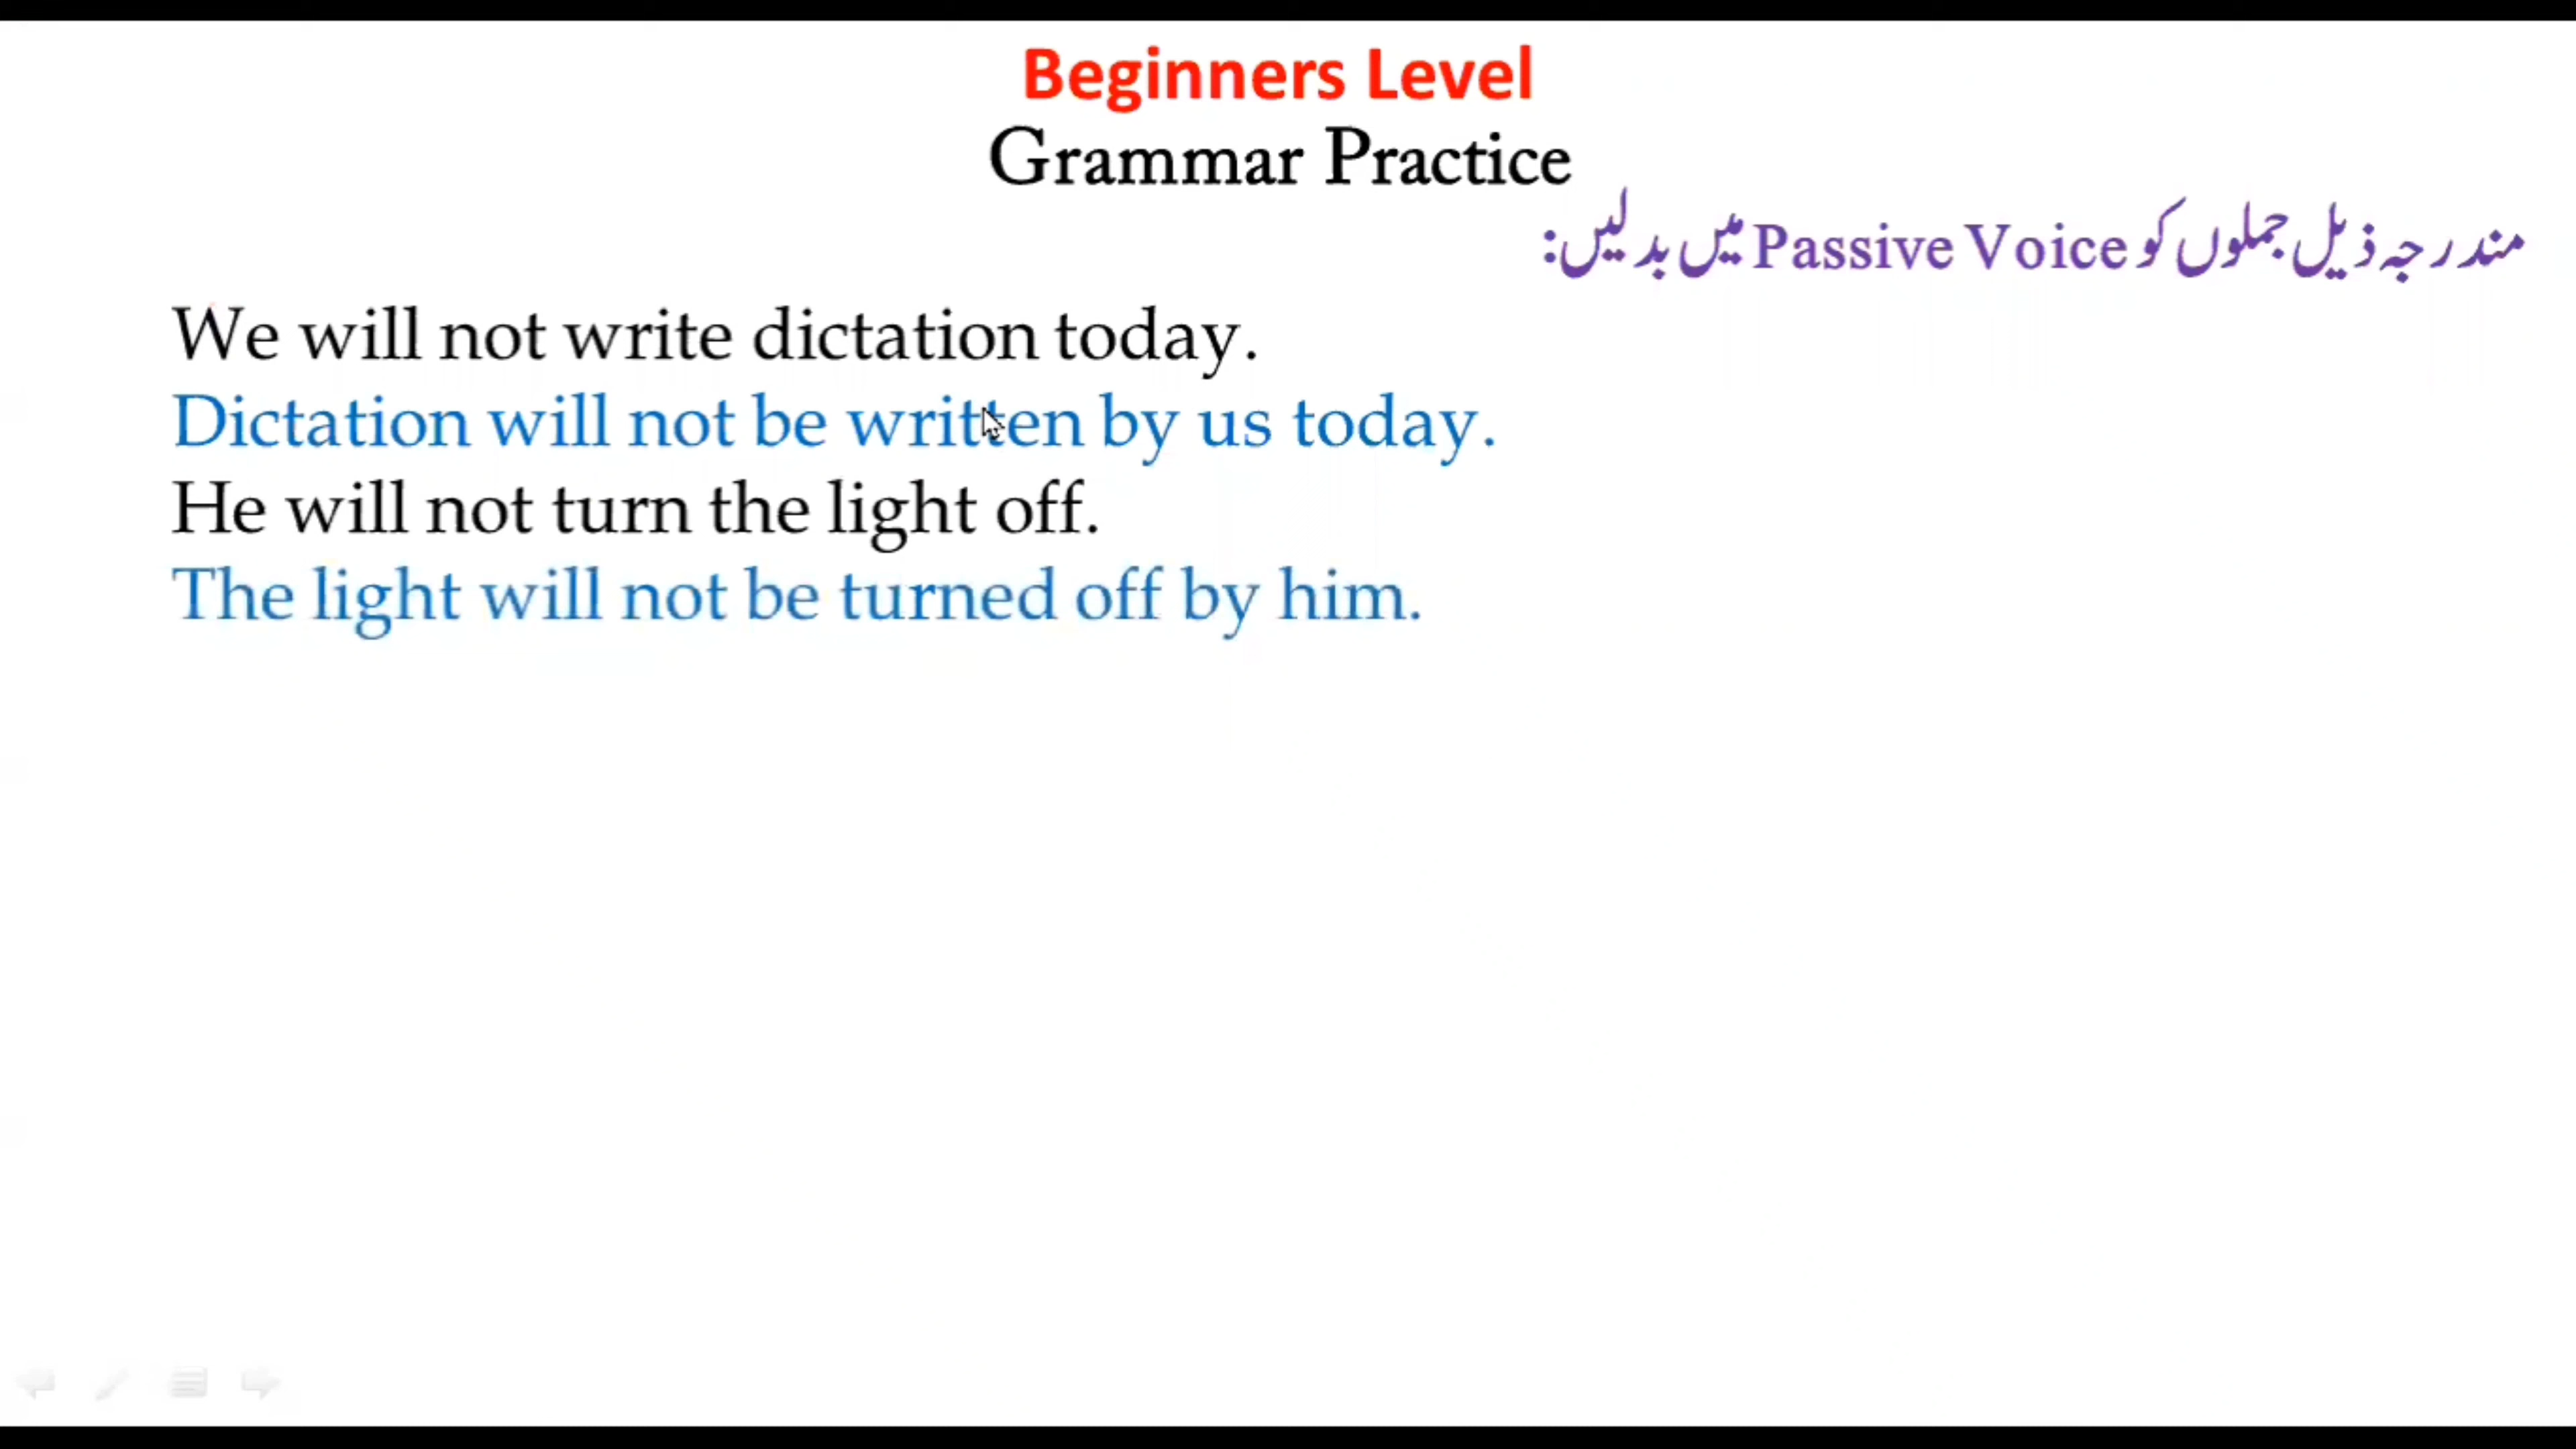 Beginners Level
Grammar Practice
مندرجہ ذیل جملوں کو Passive Voice میں بدلیں:
We will not write dictation today.
Dictation will not be written by us today.
He will not turn the light off.
The light will not be turned off by him.